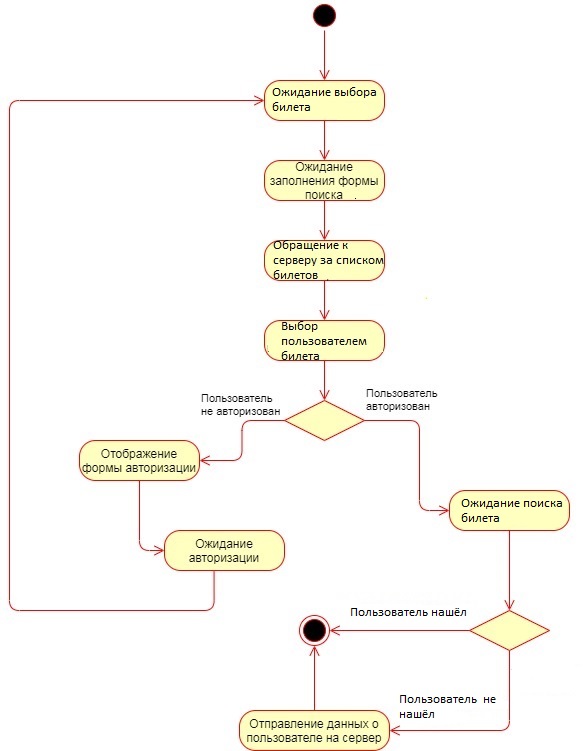 Ожидание выбора
билета
Ожидание
заполнения формы
поиска
Обращение к
серверу за списком
билетов
Выбор
пользователем
билета
Пользователь
не авторизован
Пользователь
авторизован
Отображение
формы авторизации
Ожидание поиска
билета
Ожидание
авторизации
Пользователь нашёл
Пользователь не
нашёл
Отправление данных о
пользователе на сервер